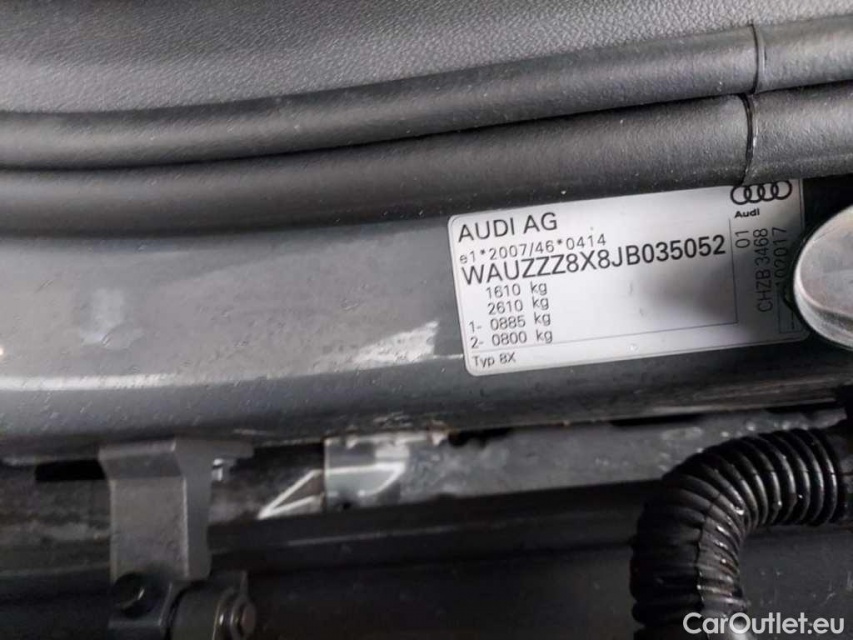 AUDI AG
e1*2007/46*0414
WAUZZZ8X8JB035052
1610 kg
2610 kg
1- 0885 kg
2- 0800 kg
Typ 8X
Audi
01
CHZB 3468
CarOutlet.eu